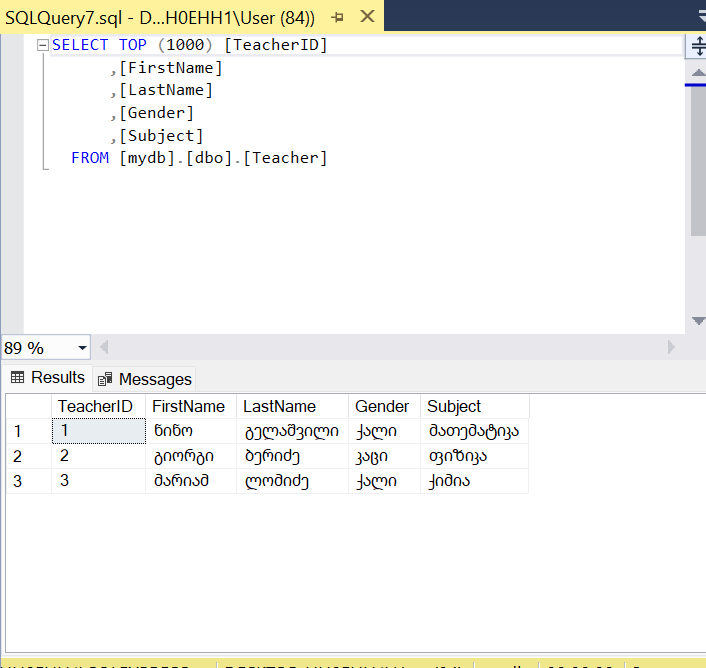 SQLQuery7.sql - D...H0EHH1\User (84))
SELECT TOP (1000) [TeacherID]
,[FirstName]
,[LastName]
,[Gender]
,[Subject]
FROM [mydb].[dbo].[Teacher]
89 %
Results Messages
TeacherID FirstName LastName Gender Subject
1 1 ნინო გელაშვილი ქალი მათემატიკა
2 2 გიორგი ბერიძე კაცი ფიზიკა
3 3 მარიამ ლომიძე ქალი ქიმია